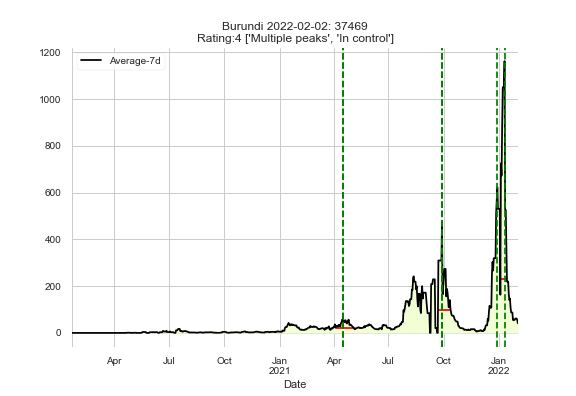 Burundi 2022-02-02: 37469
Rating:4 ['Multiple peaks', 'In control']
Average-7d
1200
1000
800
600
400
200
0
Apr
Jul
Oct
Jan
2021
Apr
Jul
Oct
Jan
2022
Date